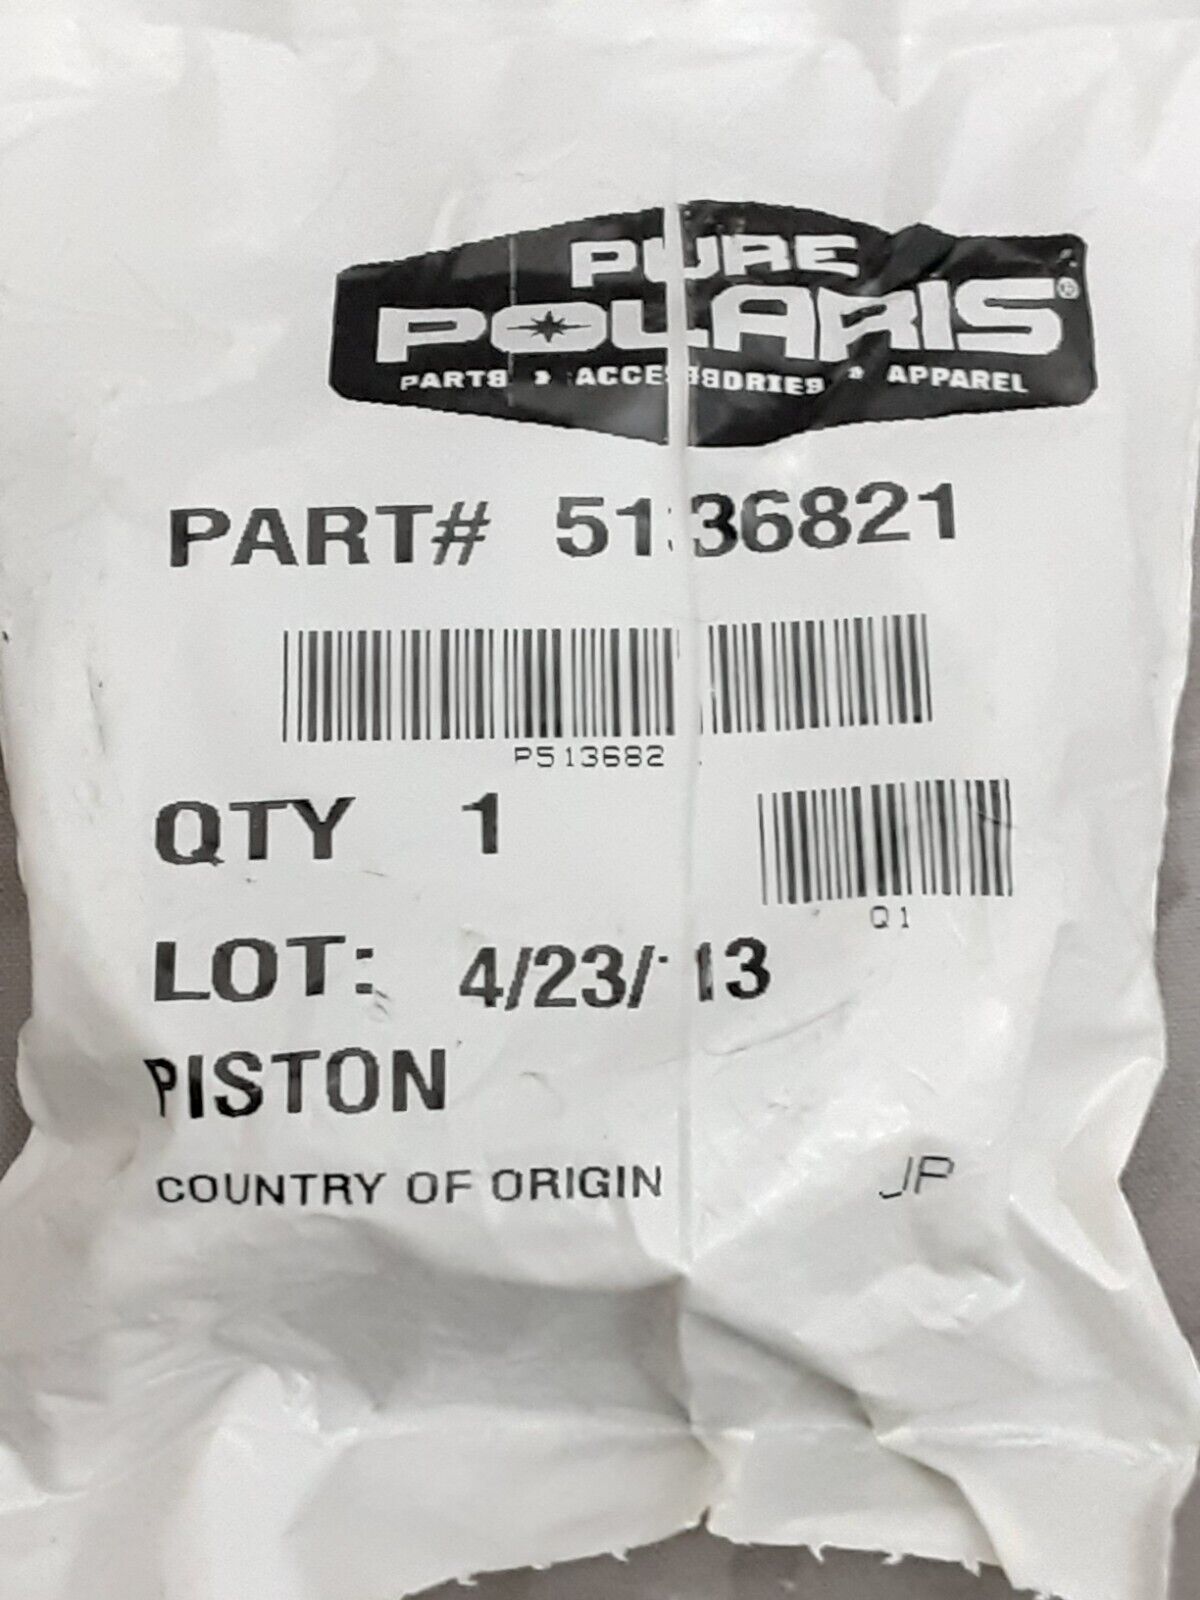 PURE
POLARIS®
PARTS ACCESSORIES APPAREL
PART# 5136821
P513682
QTY 1
Q1
LOT: 4/23/13
PISTON
COUNTRY OF ORIGIN JP